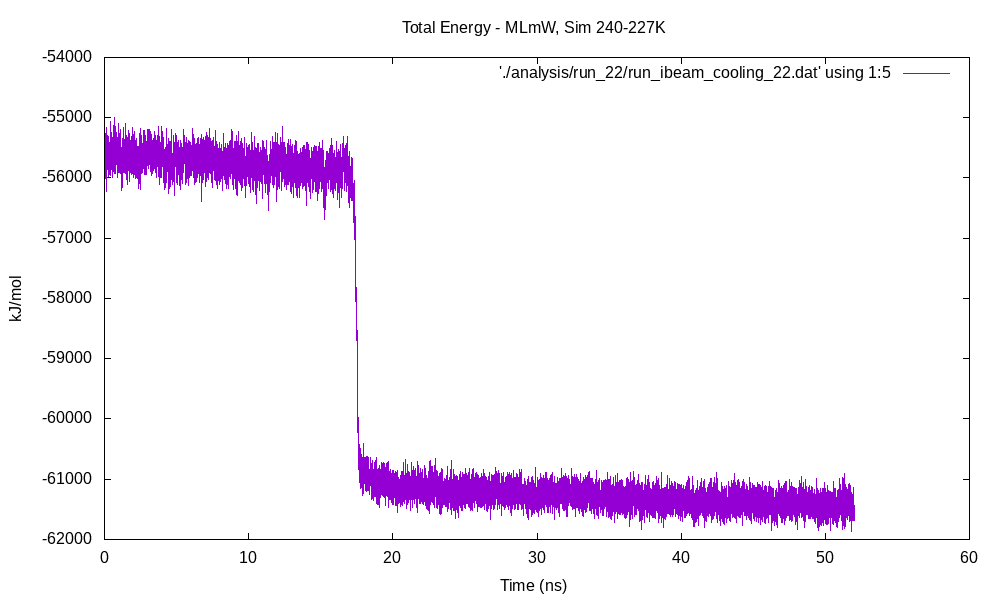 Total Energy - MLmW, Sim 240-227K
'./analysis/run_22/run_ibeam_cooling_22.dat' using 1:5
-54000
-55000
-56000
-57000
-58000
-59000
-60000
-61000
-62000
kJ/mol
0 10 20 30 40 50 60
Time (ns)